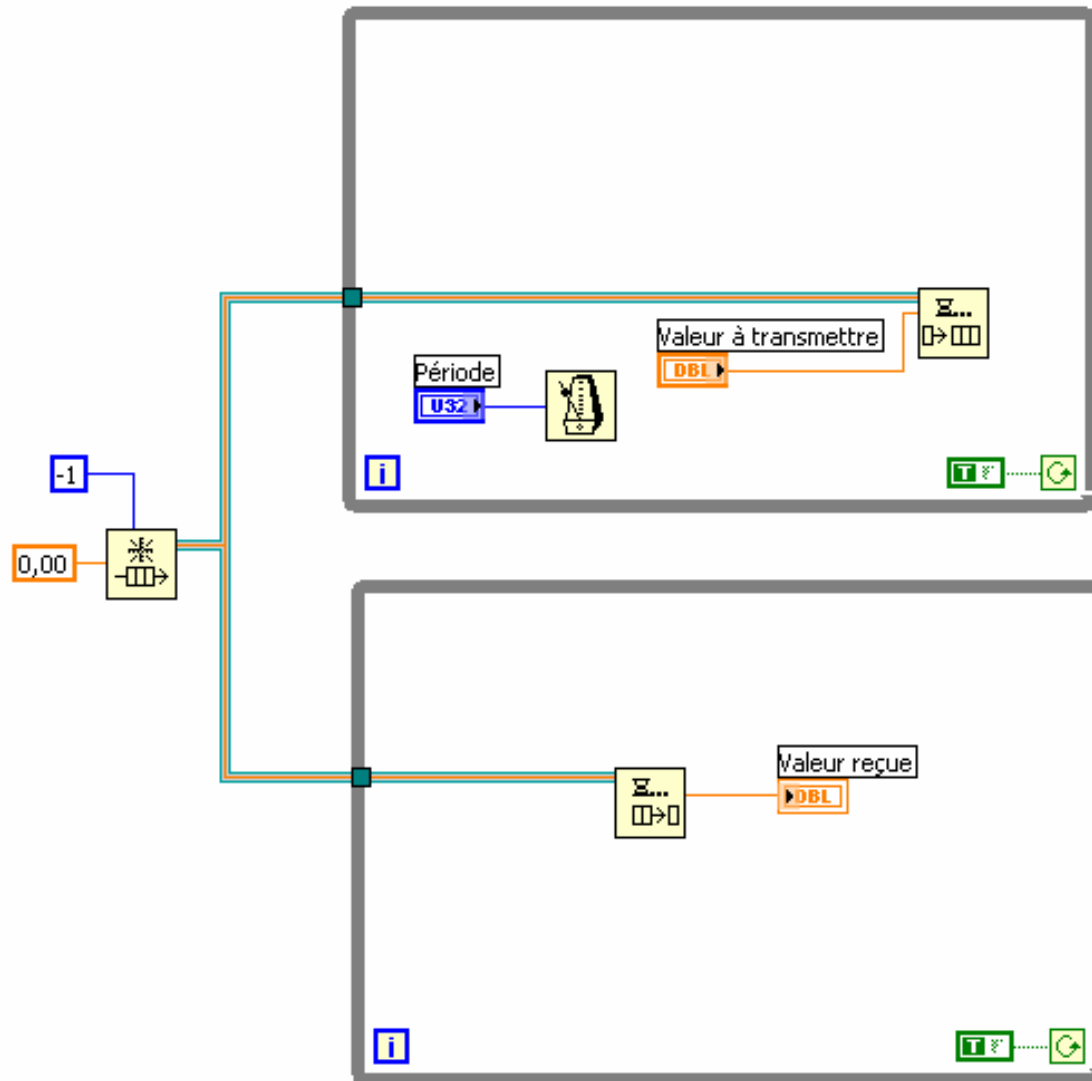 Valeur à transmettre
DBL
Période
U32
i
T F
-1
0,00
Valeur reçue
DBL
i
T F